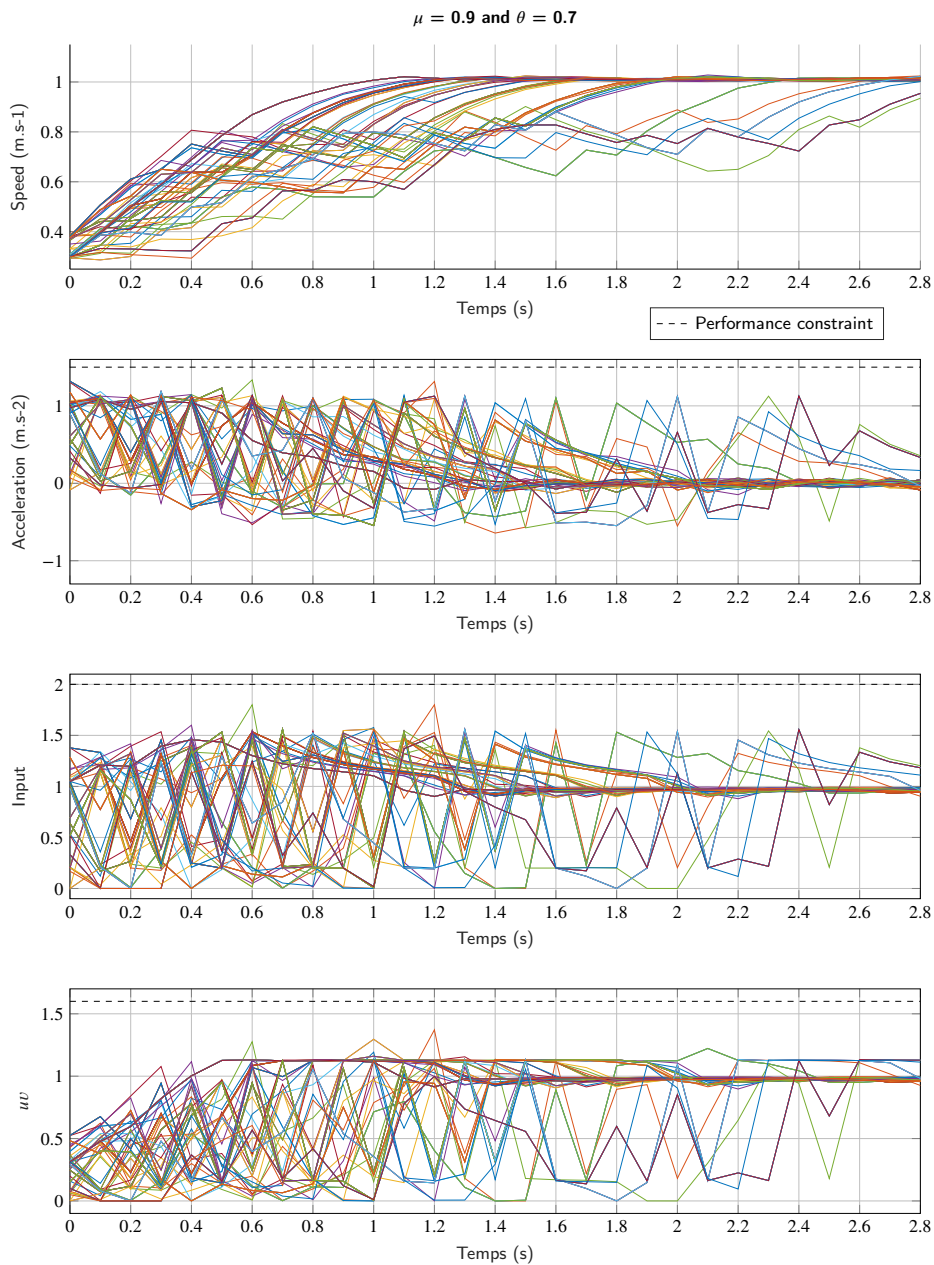 μ = 0.9 and θ = 0.7
1
0.8
0.6
0.4
Speed (m.s-1)
0 0.2 0.4 0.6 0.8 1 1.2 1.4 1.6 1.8 2 2.2 2.4 2.6 2.8
Temps (s)
Performance constraint
1
0
−1
Acceleration (m.s-2)
0 0.2 0.4 0.6 0.8 1 1.2 1.4 1.6 1.8 2 2.2 2.4 2.6 2.8
Temps (s)
2
1.5
1
0.5
0
Input
0 0.2 0.4 0.6 0.8 1 1.2 1.4 1.6 1.8 2 2.2 2.4 2.6 2.8
Temps (s)
1.5
1
0.5
0
uv
0 0.2 0.4 0.6 0.8 1 1.2 1.4 1.6 1.8 2 2.2 2.4 2.6 2.8
Temps (s)